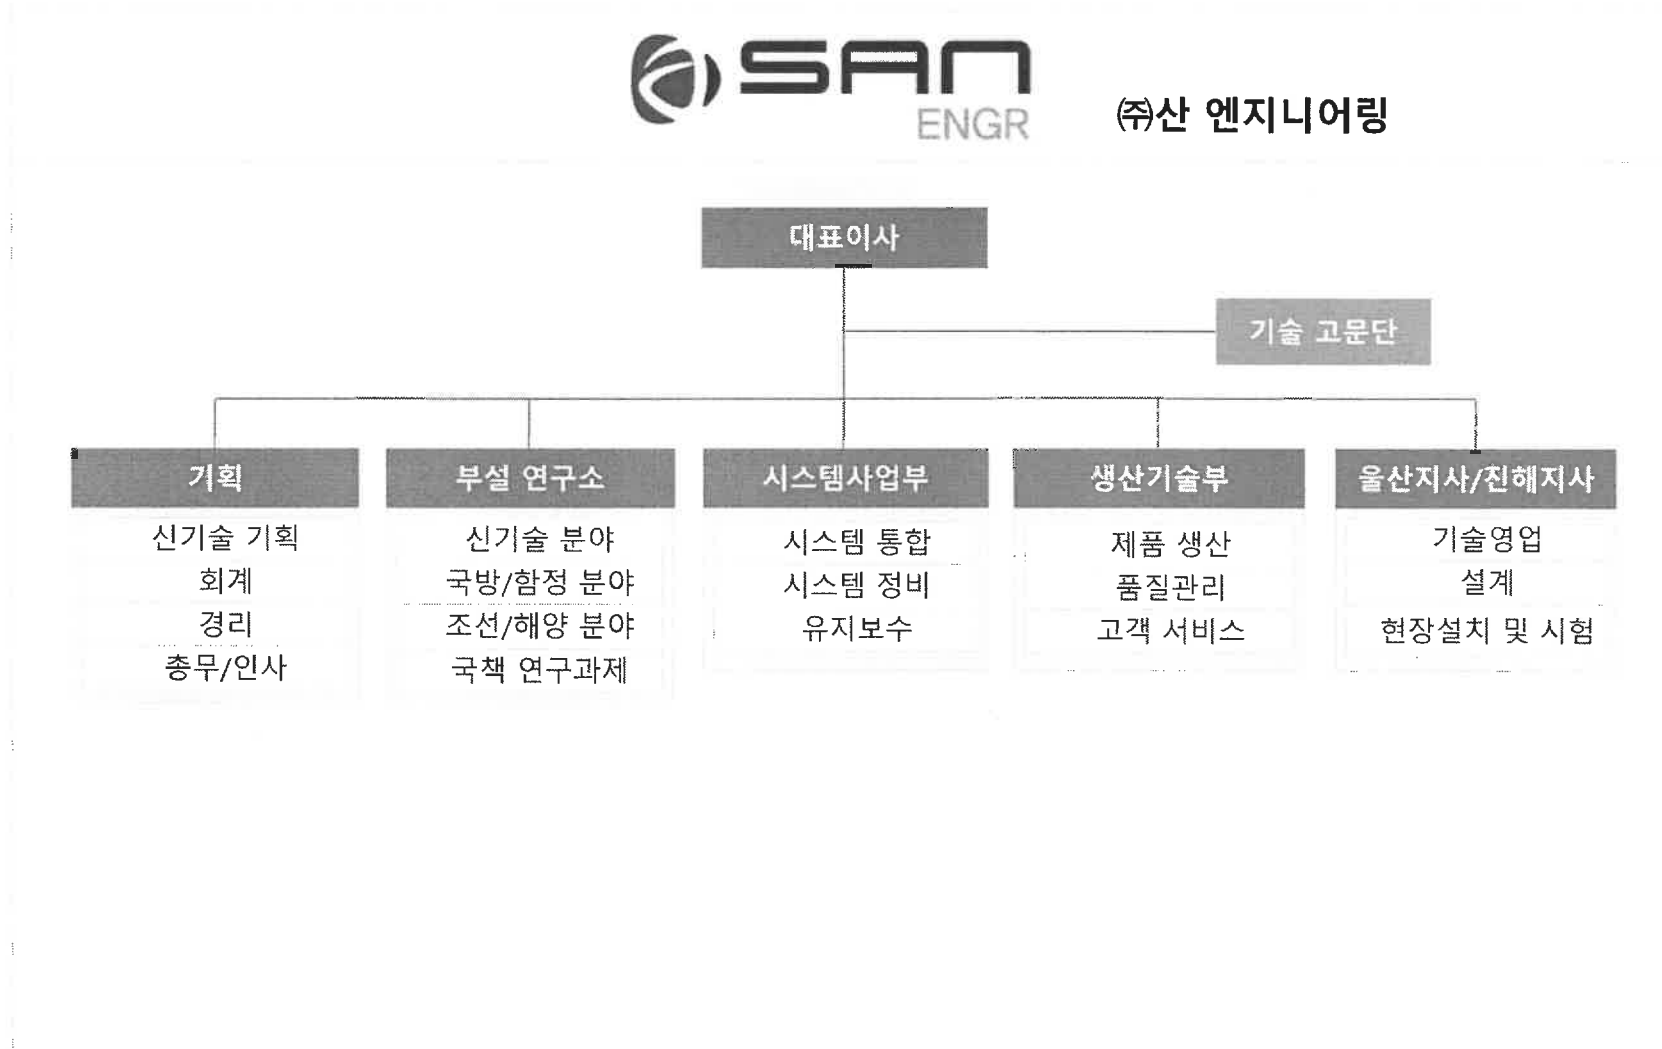 SAN
ENGR
㈜산 엔지니어링
대표이사
기술 고문단
기획
신기술 기획
회계
경리
총무/인사
부설 연구소
신기술 분야
국방/함정 분야
조선/해양 분야
국책 연구과제
시스템사업부
시스템 통합
시스템 정비
유지보수
생산기술부
제품 생산
품질관리
고객 서비스
울산지사/진해지사
기술영업
설계
현장설치 및 시험